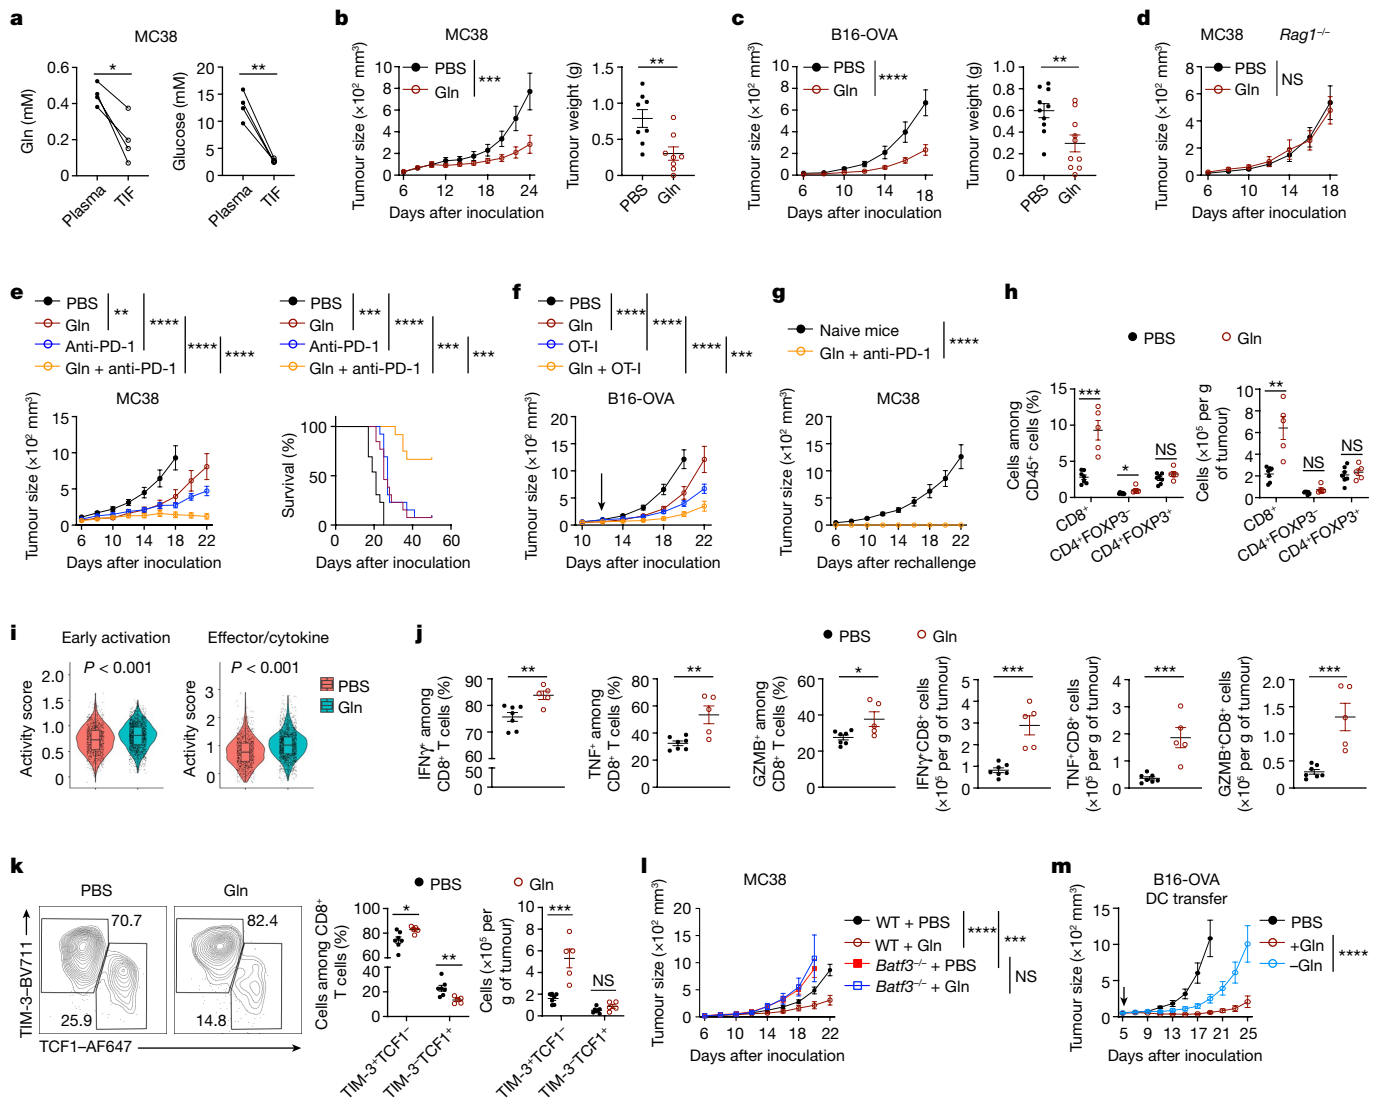 a
MC38
Gln (mM)
0.6
0.4
0.2
0
Plasma
TIF
*
Glucose (mM)
20
15
10
5
0
Plasma
TIF
**
b
MC38
Tumour size (×10² mm³)
10
8
6
4
2
0
6 12 18 24
Days after inoculation
PBS
Gln
***
Tumour weight (g)
1.5
1.0
0.5
0
PBS
Gln
**
c
B16-OVA
Tumour size (×10² mm³)
10
8
6
4
2
0
6 10 14 18
Days after inoculation
PBS
Gln
****
Tumour weight (g)
1.0
0.8
0.6
0.4
0.2
0
PBS
Gln
**
d
MC38 Rag1⁻/⁻
Tumour size (×10² mm³)
8
6
4
2
0
6 10 14 18
Days after inoculation
PBS
Gln
NS
e
PBS
Gln
Anti-PD-1
Gln + anti-PD-1
** **** **** ****
MC38
Tumour size (×10² mm³)
15
10
5
0
6 8 10 12 14 16 18 20 22
Days after inoculation
PBS
Gln
Anti-PD-1
Gln + anti-PD-1
*** **** *** ***
Survival (%)
100
50
0
0 20 40 60
Days after inoculation
f
PBS
Gln
OT-I
Gln + OT-I
**** **** **** ***
B16-OVA
Tumour size (×10² mm³)
20
15
10
5
0
10 12 14 16 18 20 22
Days after inoculation
g
Naive mice
Gln + anti-PD-1
****
MC38
Tumour size (×10² mm³)
20
15
10
5
0
6 10 14 18 22
Days after rechallenge
h
PBS
Gln
Cells among
CD45⁺ cells (%)
15
10
5
0
***
*
NS
CD8⁺
CD4⁺FOXP3⁻
CD4⁺FOXP3⁺
Cells (×10⁵ per g
of tumour)
10
8
6
4
2
0
**
NS
NS
CD8⁺
CD4⁺FOXP3⁻
CD4⁺FOXP3⁺
i
Early activation
P < 0.001
Activity score
2.0
1.5
1.0
0.5
0
Effector/cytokine
P < 0.001
Activity score
3
2
1
0
PBS
Gln
j
PBS
Gln
IFNγ⁺ among
CD8⁺ T cells (%)
90
80
70
60
50
0
**
TNF⁺ among
CD8⁺ T cells (%)
80
60
40
20
0
**
GZMB⁺ among
CD8⁺ T cells (%)
60
40
20
0
*
IFNγ⁺CD8⁺ cells
(×10⁵ per g of tumour)
5
4
3
2
1
0
***
TNF⁺CD8⁺ cells
(×10⁵ per g of tumour)
4
3
2
1
0
***
GZMB⁺CD8⁺ cells
(×10⁵ per g of tumour)
2.0
1.5
1.0
0.5
0
***
k
PBS
Gln
70.7
25.9
82.4
14.8
TIM-3–BV711
TCF1–AF647
PBS
Gln
Cells among CD8⁺
T cells (%)
100
80
60
40
20
0
*
**
TIM-3⁺TCF1⁻
TIM-3⁻TCF1⁺
Cells (×10⁵ per
g of tumour)
10
8
6
4
2
0
***
NS
TIM-3⁺TCF1⁻
TIM-3⁻TCF1⁺
l
MC38
Tumour size (×10² mm³)
20
15
10
5
0
6 8 10 12 14 16 18 20 22
Days after inoculation
WT + PBS
WT + Gln
Batf3⁻/⁻ + PBS
Batf3⁻/⁻ + Gln
****
***
NS
m
B16-OVA
DC transfer
Tumour size (×10² mm³)
15
10
5
0
5 9 13 17 21 25
Days after inoculation
PBS
+Gln
−Gln
****